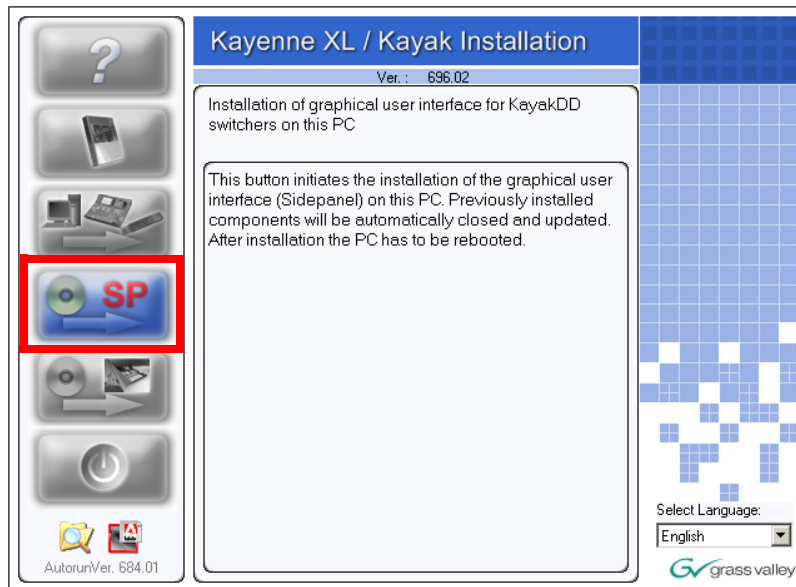 Kayenne XL / Kayak Installation
Ver. : 696.02
Installation of graphical user interface for KayakDD
switchers on this PC
This button initiates the installation of the graphical user
interface (Sidepanel) on this PC. Previously installed
components will be automatically closed and updated.
After installation the PC has to be rebooted.
?
SP
AutorunVer. 684.01
Select Language:
English
grass valley